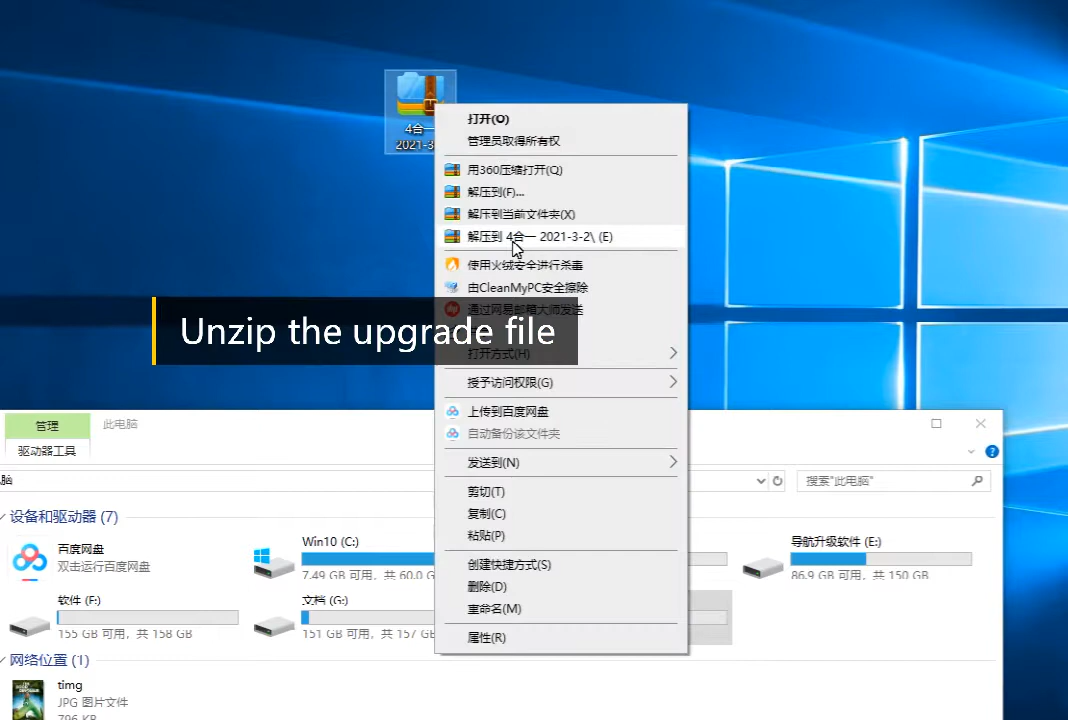 4合一
2021-3
打开(O)
管理员取得所有权
用360压缩打开(Q)
解压到(F)...
解压到当前文件夹(X)
解压到 4合一 2021-3-2\ (E)
使用火绒安全进行杀毒
由CleanMyPC安全擦除
通过网易邮箱大师发送
Unzip the upgrade file
打开方式(H)
授予访问权限(G)
上传到百度网盘
自动备份该文件夹
发送到(N)
剪切(T)
复制(C)
粘贴(P)
创建快捷方式(S)
删除(D)
重命名(M)
属性(R)
管理
此电脑
驱动器工具
脑
搜索"此电脑"
设备和驱动器 (7)
百度网盘
双击运行百度网盘
Win10 (C:)
7.49 GB 可用，共 60.0 G
导航升级软件 (E:)
86.9 GB 可用，共 150 GB
软件 (F:)
155 GB 可用，共 158 GB
文档 (G:)
151 GB 可用，共 157 GB
网络位置 (1)
timg
JPG 图片文件
796 KB